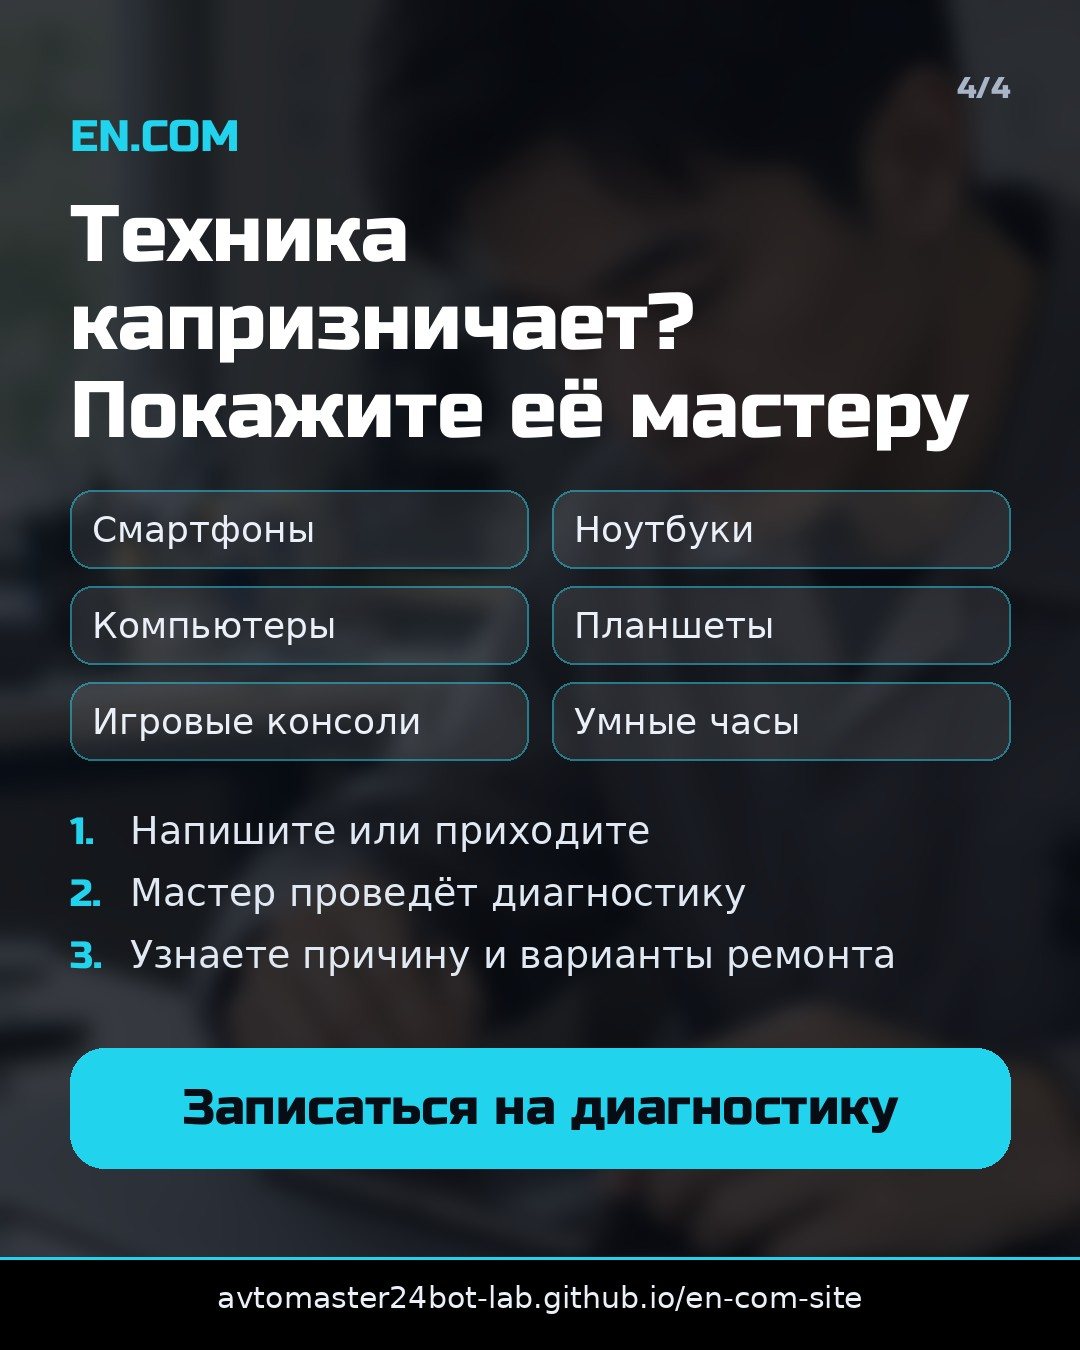 4/4
EN.COM
Техника
капризничает?
Покажите её мастеру
Смартфоны
Ноутбуки
Компьютеры
Планшеты
Игровые консоли
Умные часы
1. Напишите или приходите
2. Мастер проведёт диагностику
3. Узнаете причину и варианты ремонта
Записаться на диагностику
avtomaster24bot-lab.github.io/en-com-site